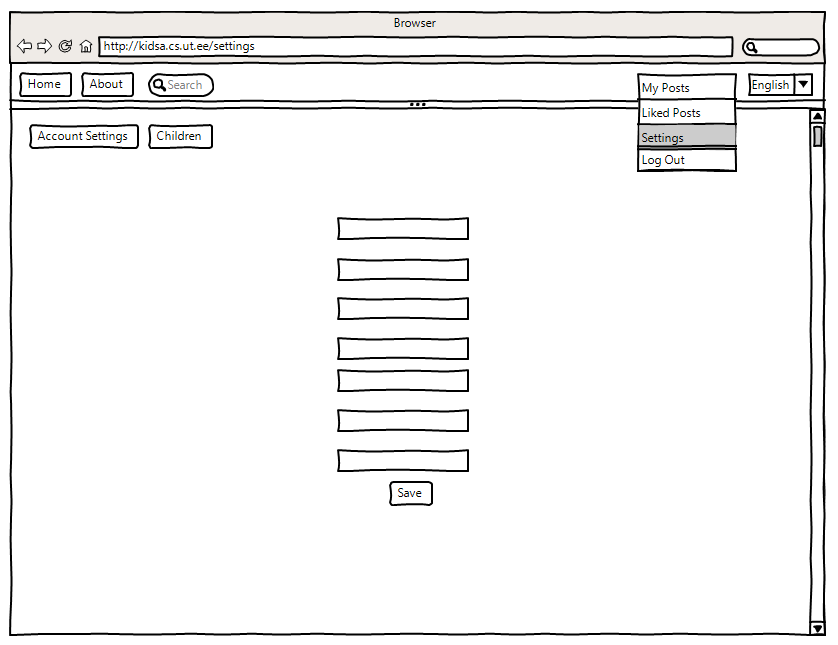 Browser
http://kidsa.cs.ut.ee/settings
Home
About
Search
My Posts
English
Liked Posts
Settings
Log Out
Account Settings
Children
Save